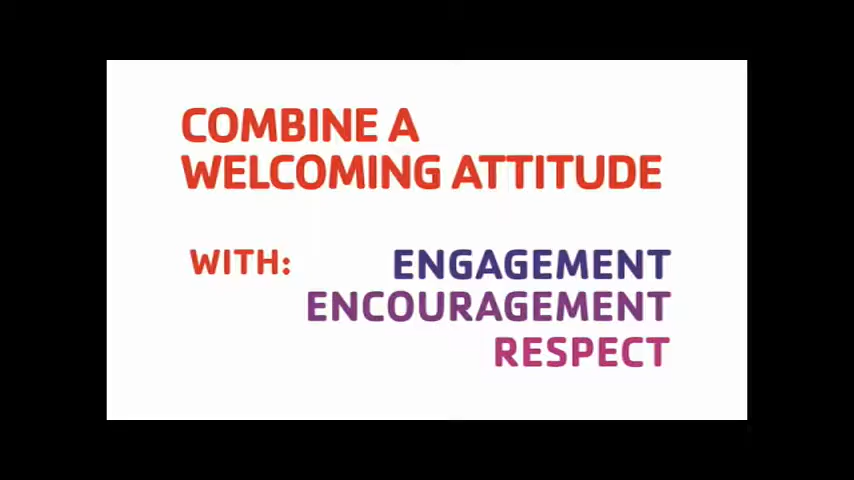 COMBINE A
WELCOMING ATTITUDE
WITH: ENGAGEMENT
ENCOURAGEMENT
RESPECT